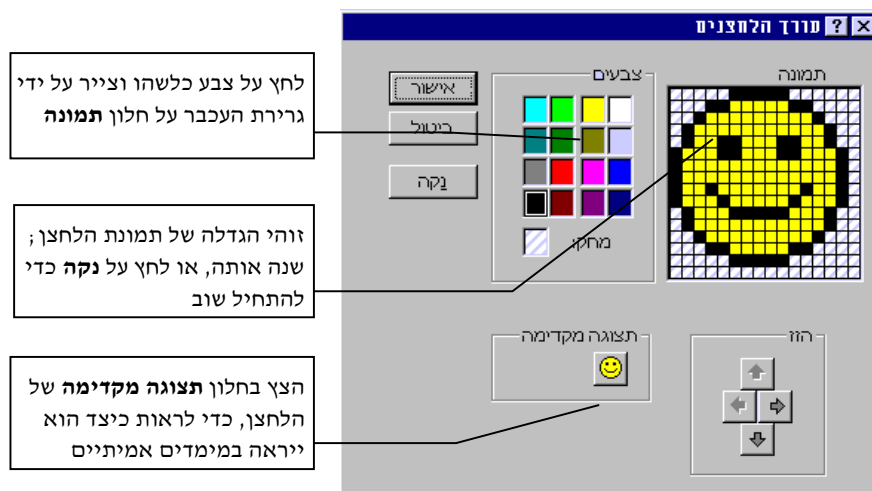 עורך הלחצנים
תמונה
צבעים
אישור
ביטול
נקה
מחק:
תצוגה מקדימה
הזז
לחץ על צבע כלשהו וצייר על ידי
גרירת העכבר על חלון תמונה
זוהי הגדלה של תמונת הלחצן;
שנה אותה, או לחץ על נקה כדי
להתחיל שוב
הצץ בחלון תצוגה מקדימה של
הלחצן, כדי לראות כיצד הוא
ייראה במימדים אמיתיים